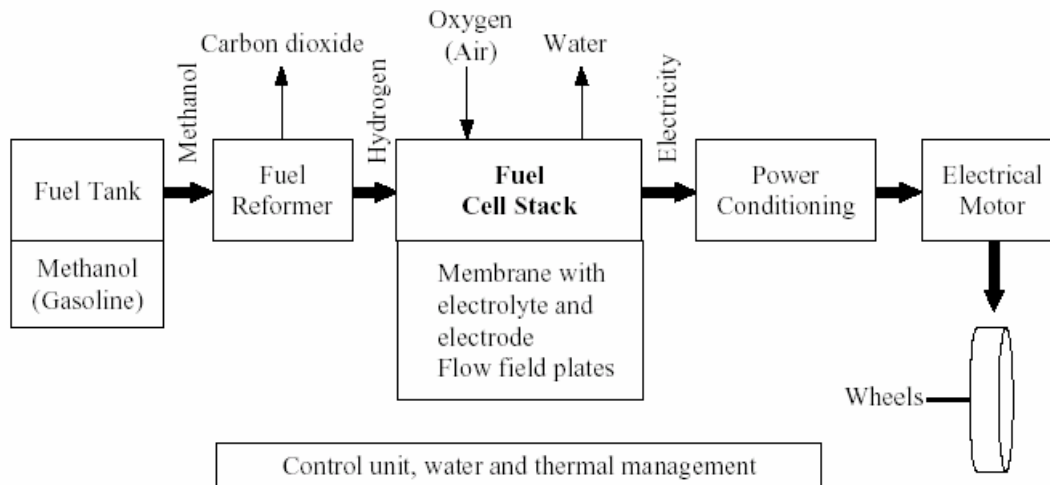 Carbon dioxide
Oxygen
(Air)
Water
Methanol
Hydrogen
Electricity
Fuel Tank
Fuel
Reformer
Fuel
Cell Stack
Power
Conditioning
Electrical
Motor
Methanol
(Gasoline)
Membrane with
electrolyte and
electrode
Flow field plates
Wheels
Control unit, water and thermal management